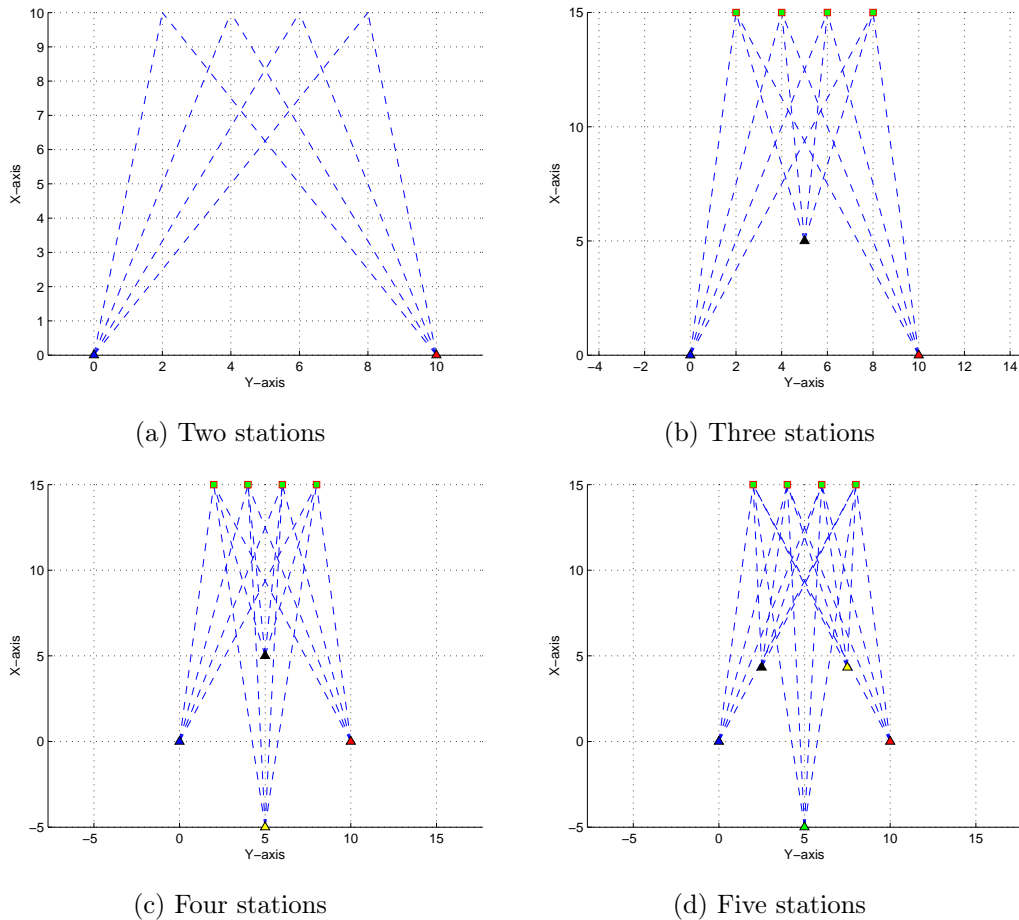 10
9
8
7
6
5
4
3
2
1
0
0 2 4 6 8 10
X−axis
Y−axis
(a) Two stations
15
10
5
0
−4 −2 0 2 4 6 8 10 12 14
X−axis
Y−axis
(b) Three stations
15
10
5
0
−5
−5 0 5 10 15
X−axis
Y−axis
(c) Four stations
15
10
5
0
−5
−5 0 5 10 15
X−axis
Y−axis
(d) Five stations